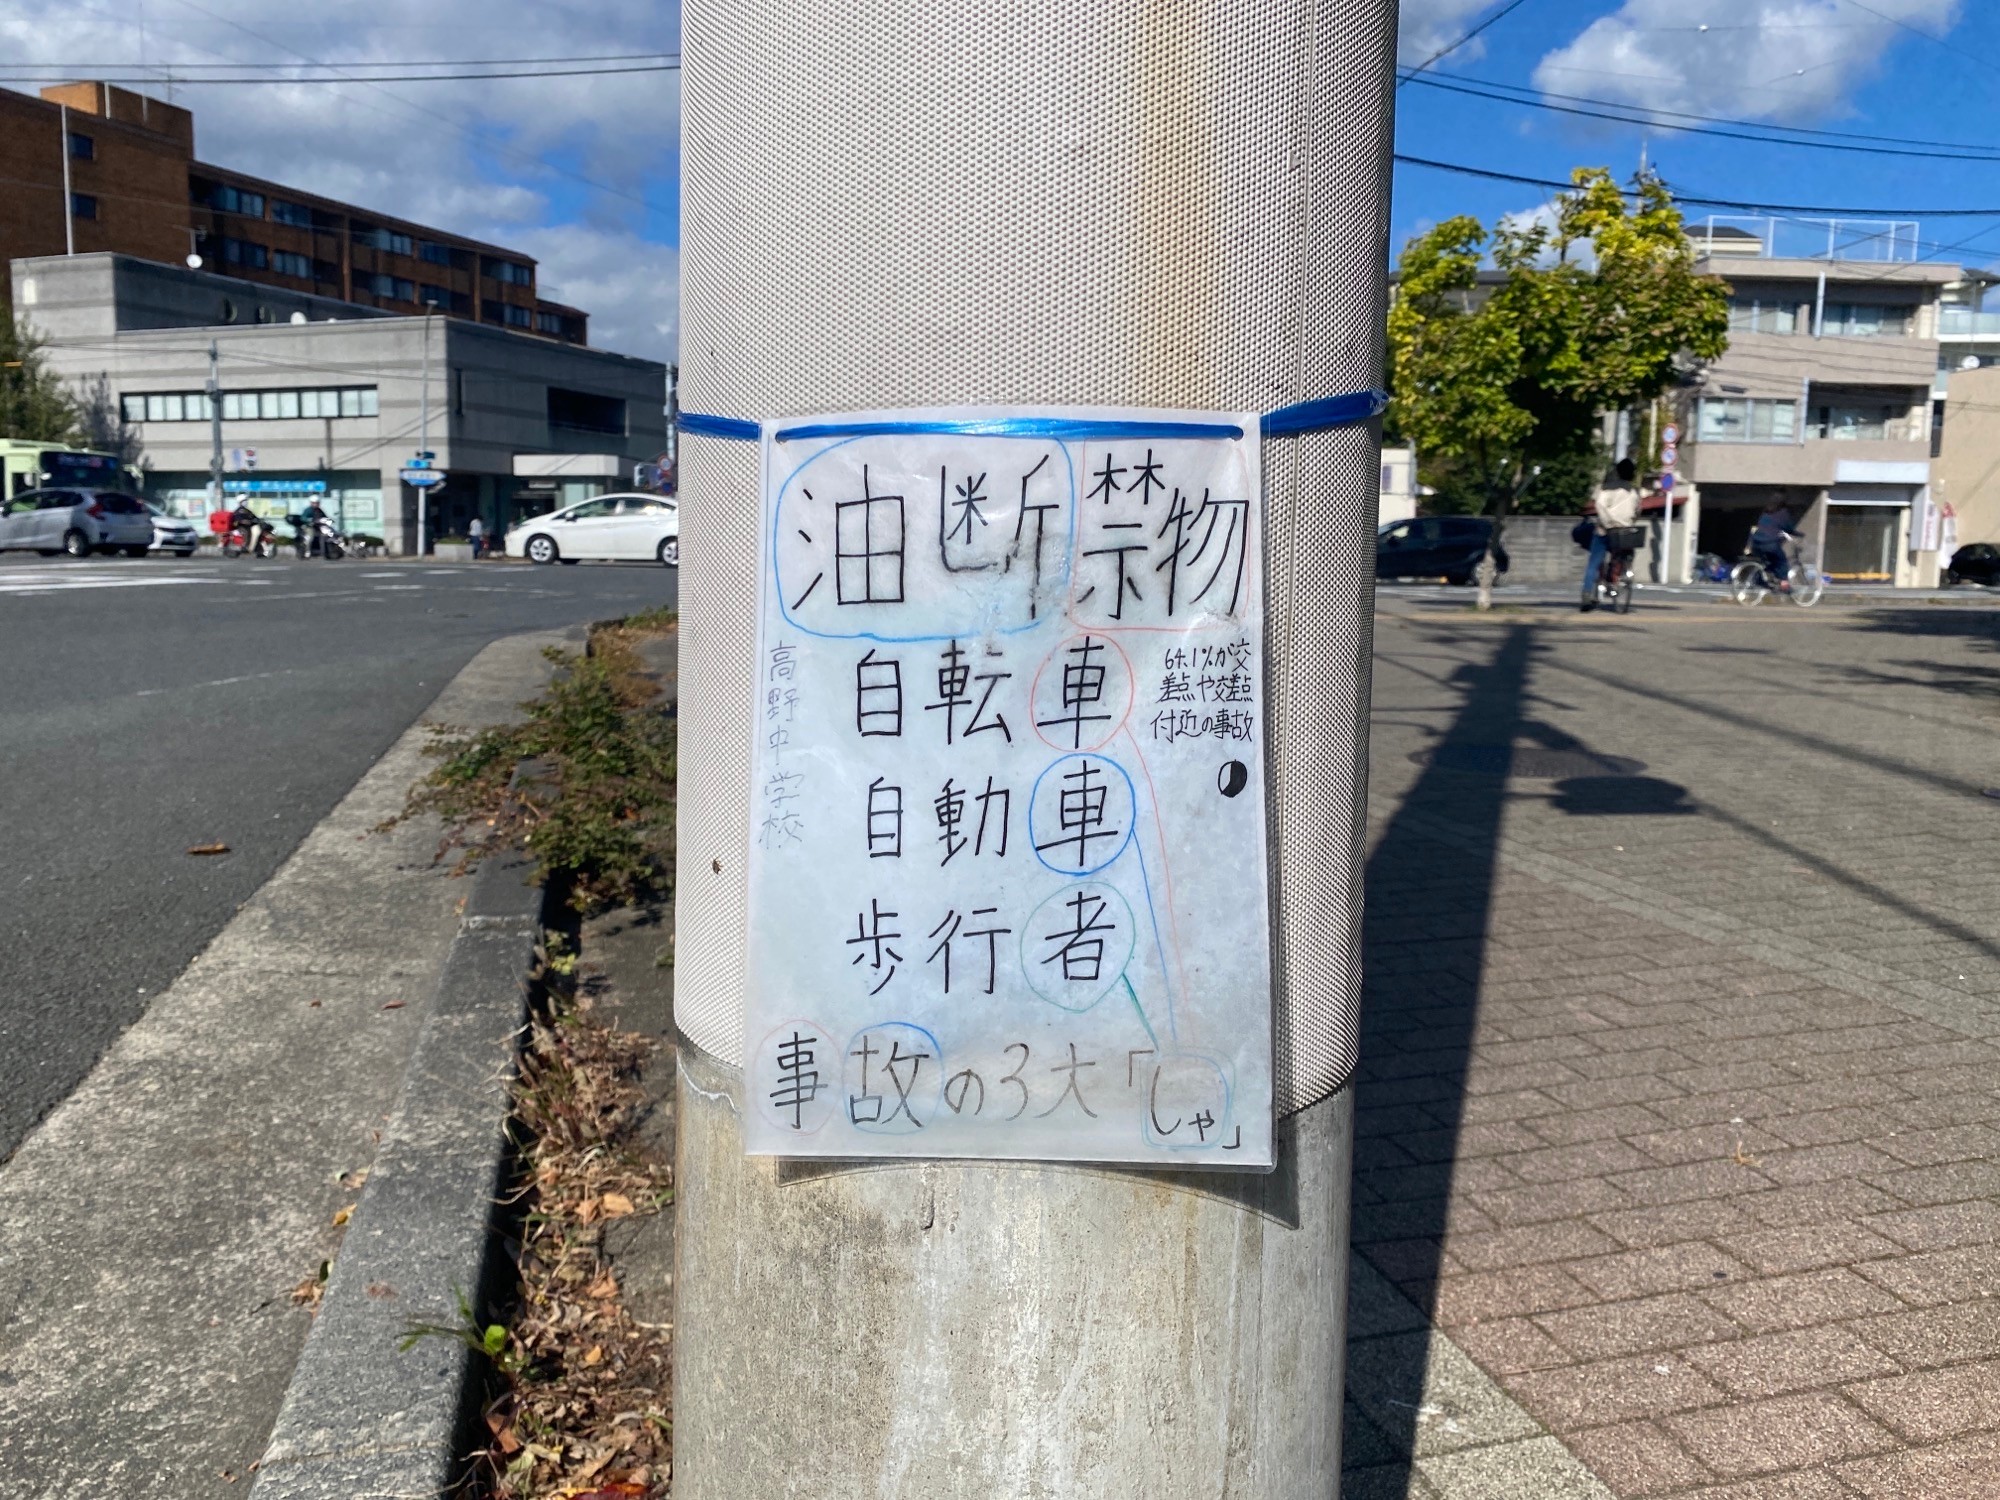 油断禁物
自転車
64.1%が交
差点や交差点
付近の事故
自動車
歩行者
事故の3大「しゃ」
高野中学校